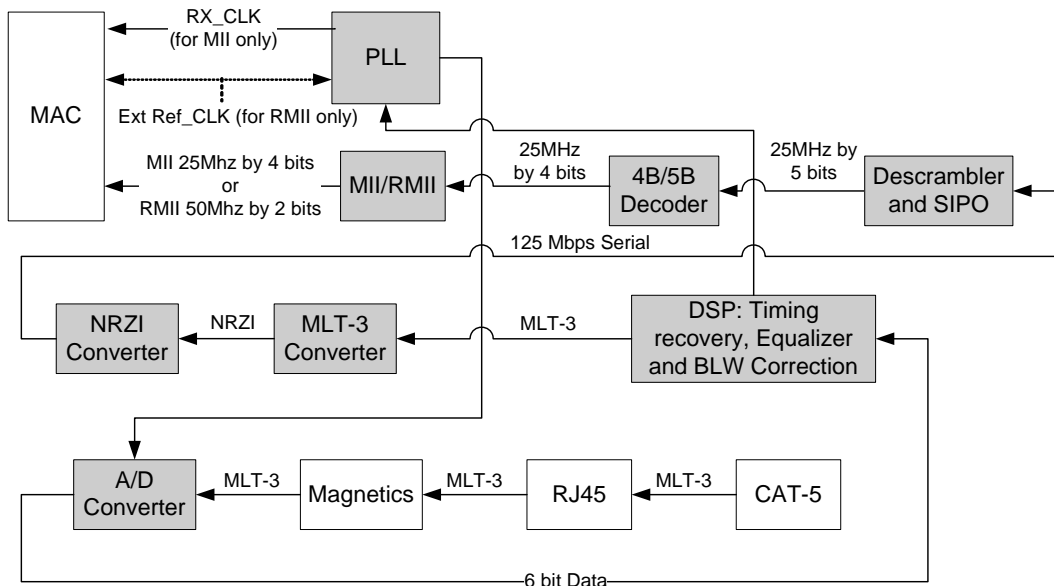 RX_CLK
(for MII only)
PLL
MAC
Ext Ref_CLK (for RMII only)
MII 25Mhz by 4 bits
or
RMII 50Mhz by 2 bits
MII/RMII
25MHz
by 4 bits
4B/5B
Decoder
25MHz by
5 bits
Descrambler
and SIPO
125 Mbps Serial
NRZI
Converter
NRZI
MLT-3
Converter
MLT-3
DSP: Timing
recovery, Equalizer
and BLW Correction
A/D
Converter
MLT-3
Magnetics
MLT-3
RJ45
MLT-3
CAT-5
6 bit Data